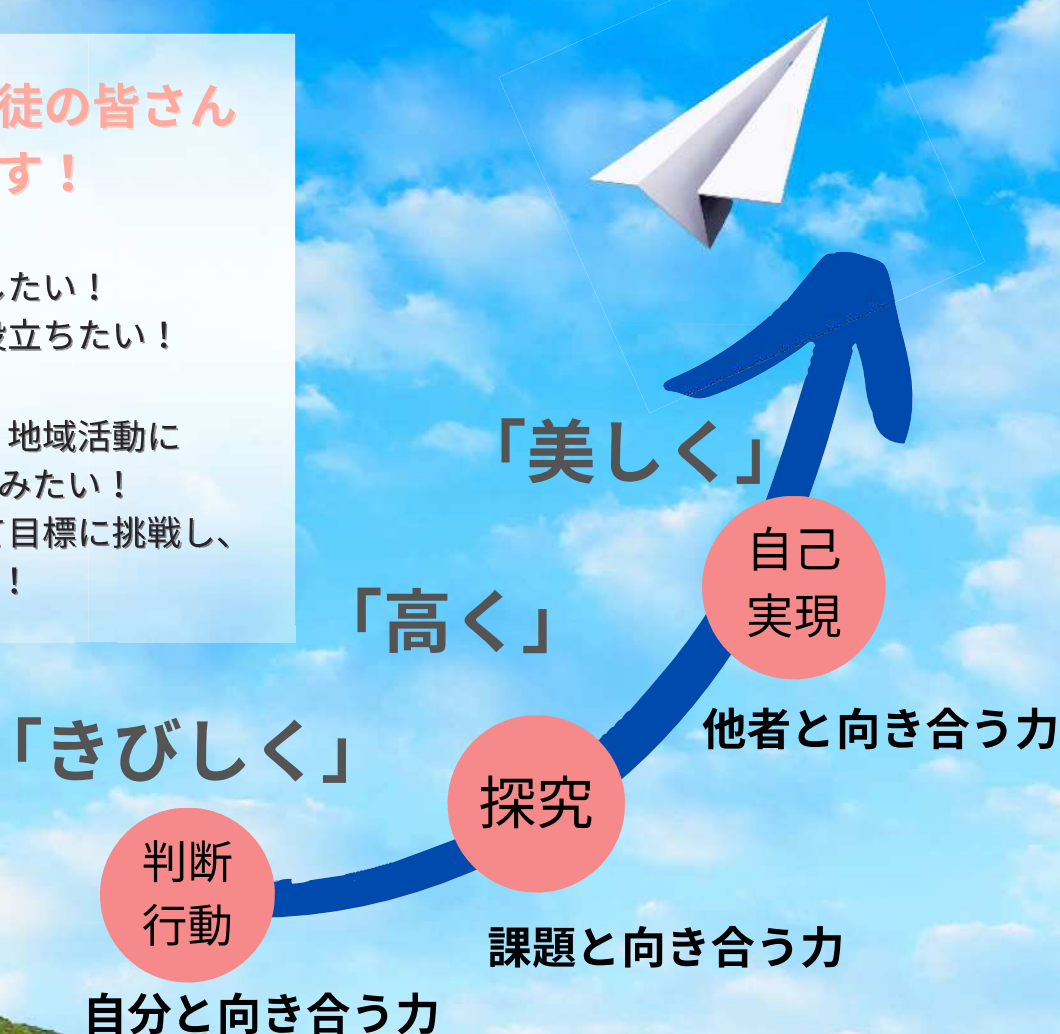 徒の皆さん
す！
したい！
役立ちたい！
地域活動に
みたい！
て目標に挑戦し、
！
「美しく」
自己
実現
他者と向き合う力
「高く」
探究
課題と向き合う力
「きびしく」
判断
行動
自分と向き合う力